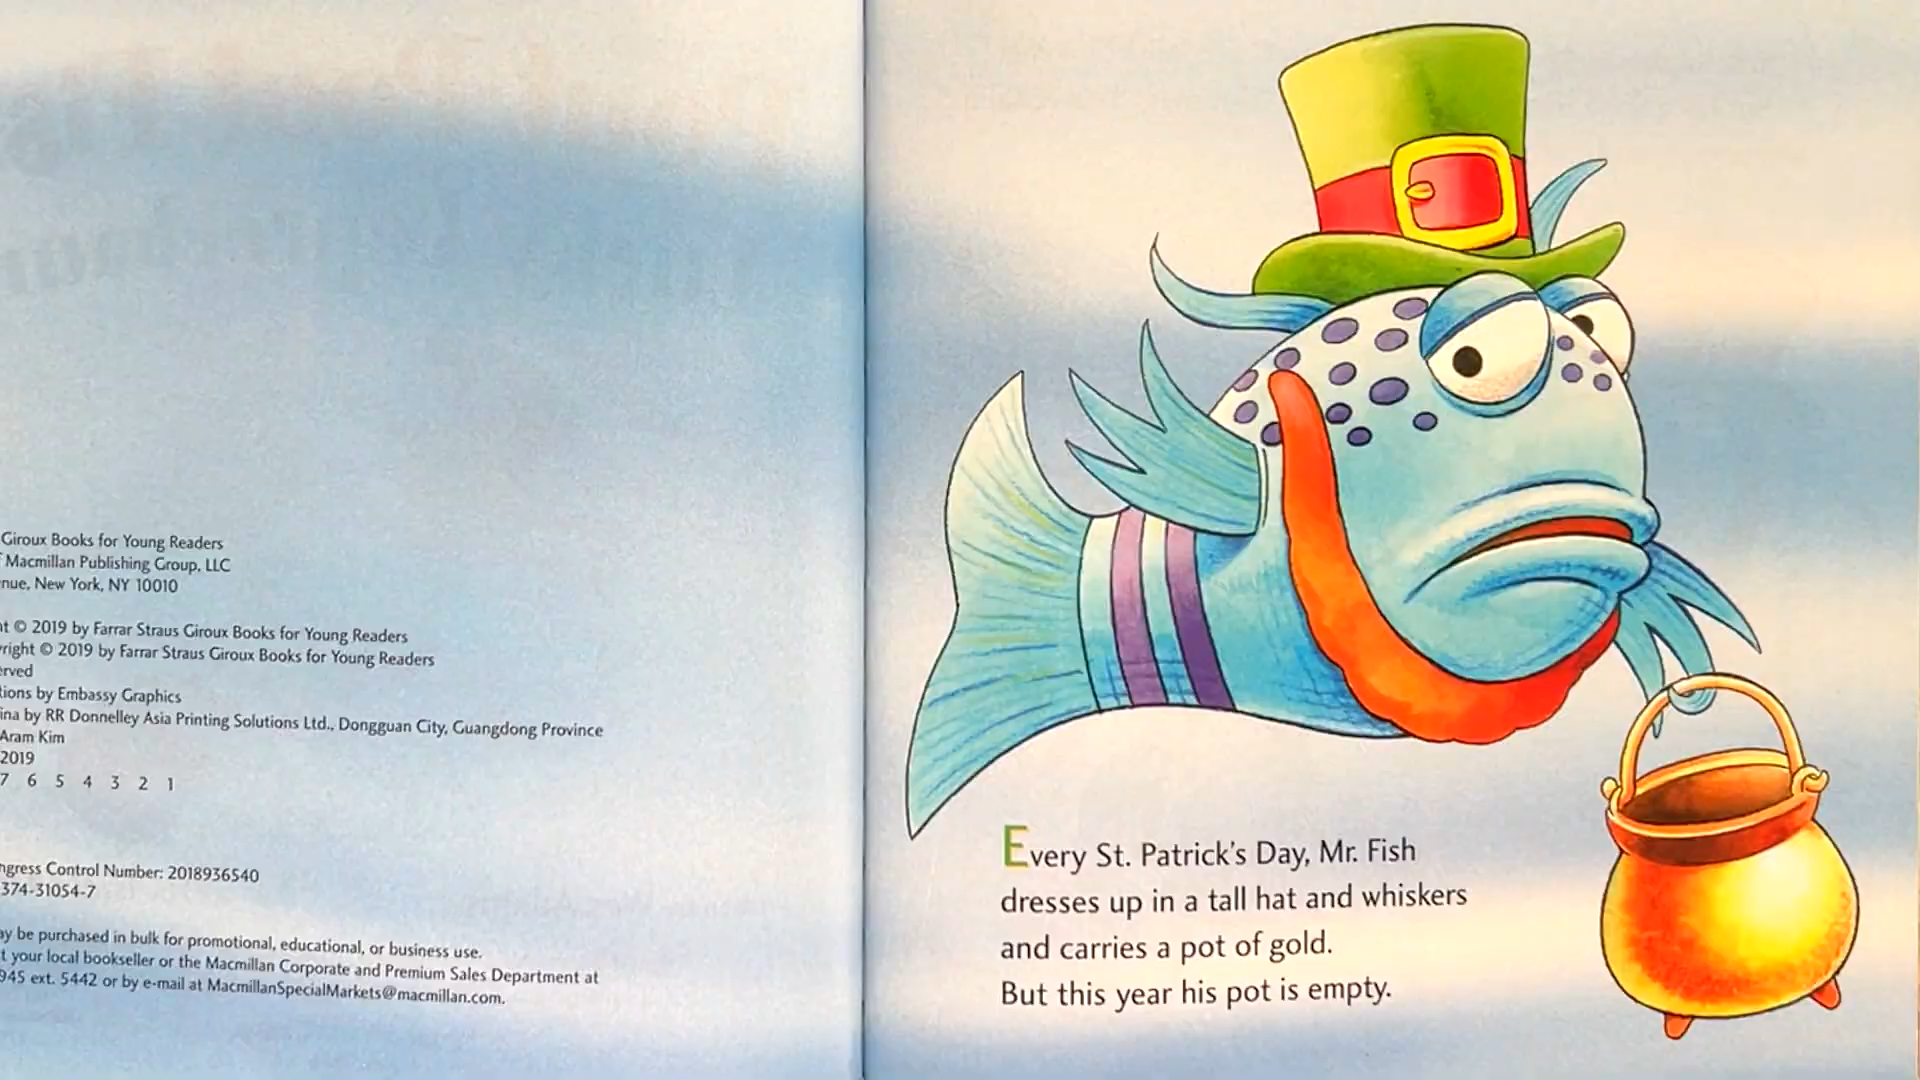 Giroux Books for Young Readers
Macmillan Publishing Group, LLC
nue, New York, NY 10010
ht © 2019 by Farrar Straus Giroux Books for Young Readers
right © 2019 by Farrar Straus Giroux Books for Young Readers
erved
tions by Embassy Graphics
ina by RR Donnelley Asia Printing Solutions Ltd., Dongguan City, Guangdong Province
Aram Kim
2019
7 6 5 4 3 2 1
ngress Control Number: 2018936540
374-31054-7
ay be purchased in bulk for promotional, educational, or business use.
t your local bookseller or the Macmillan Corporate and Premium Sales Department at
945 ext. 5442 or by e-mail at MacmillanSpecialMarkets@macmillan.com.
Every St. Patrick's Day, Mr. Fish
dresses up in a tall hat and whiskers
and carries a pot of gold.
But this year his pot is empty.